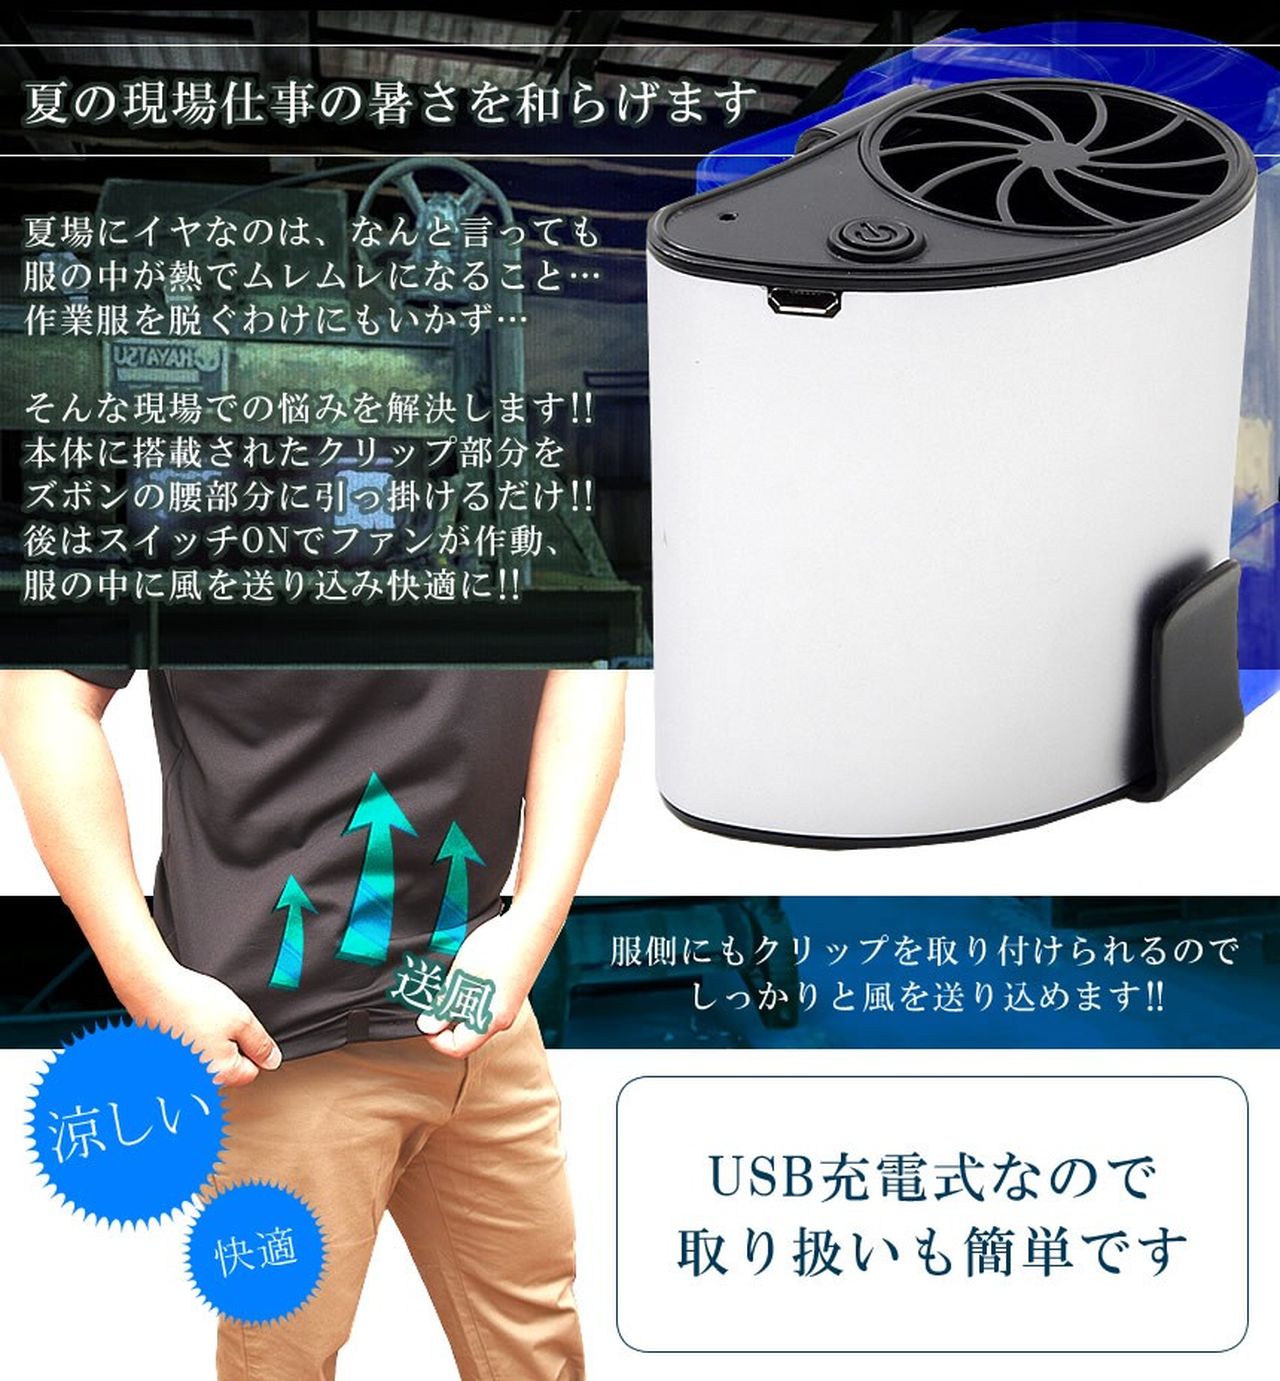 夏の現場仕事の暑さを和らげます
夏場にイヤなのは、なんと言っても
服の中が熱でムレムレになること…
作業服を脱ぐわけにもいかず…
そんな現場での悩みを解決します!!
本体に搭載されたクリップ部分を
ズボンの腰部分に引っ掛けるだけ!!
後はスイッチONでファンが作動、
服の中に風を送り込み快適に!!
送風
服側にもクリップを取り付けられるので
しっかりと風を送り込めます!!
涼しい
快適
USB充電式なので
取り扱いも簡単です
HAYATSU